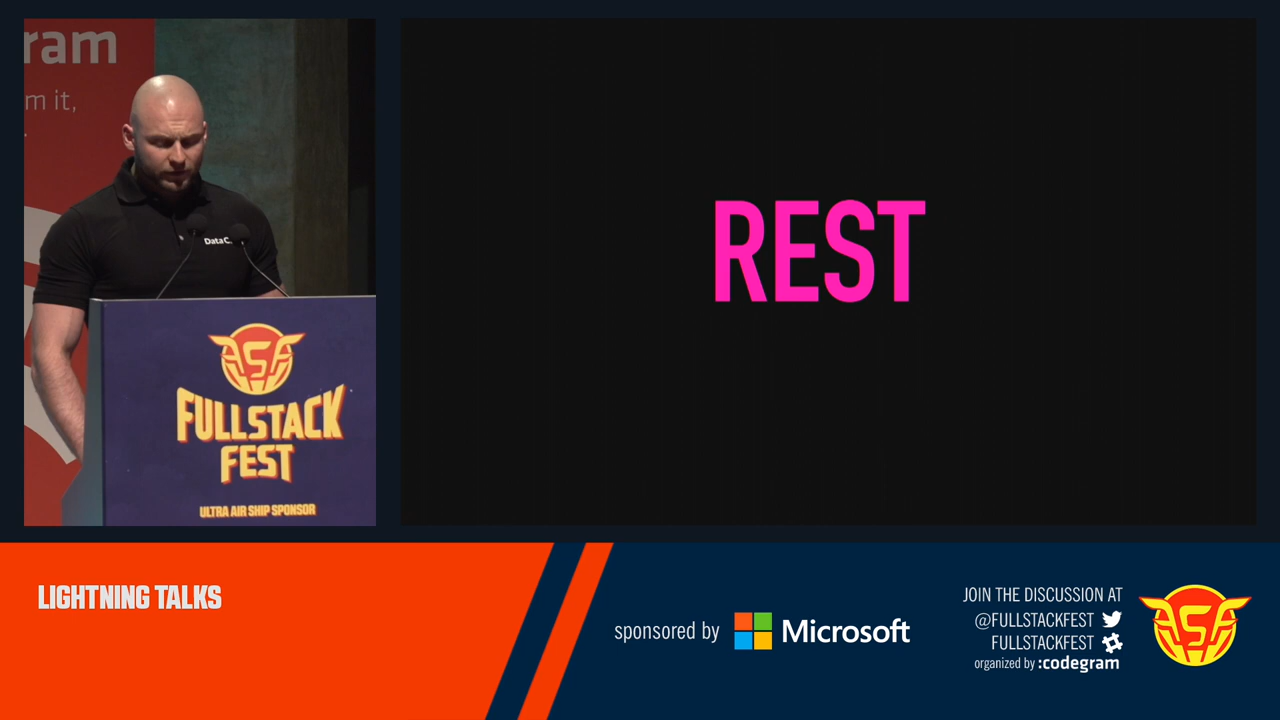 ram
m it,
Data C
FULLSTACK
FEST
ULTRA AIR SHIP SPONSOR
REST
LIGHTNING TALKS
sponsored by Microsoft
JOIN THE DISCUSSION AT
@FULLSTACKFEST
FULLSTACKFEST
organized by :codegram